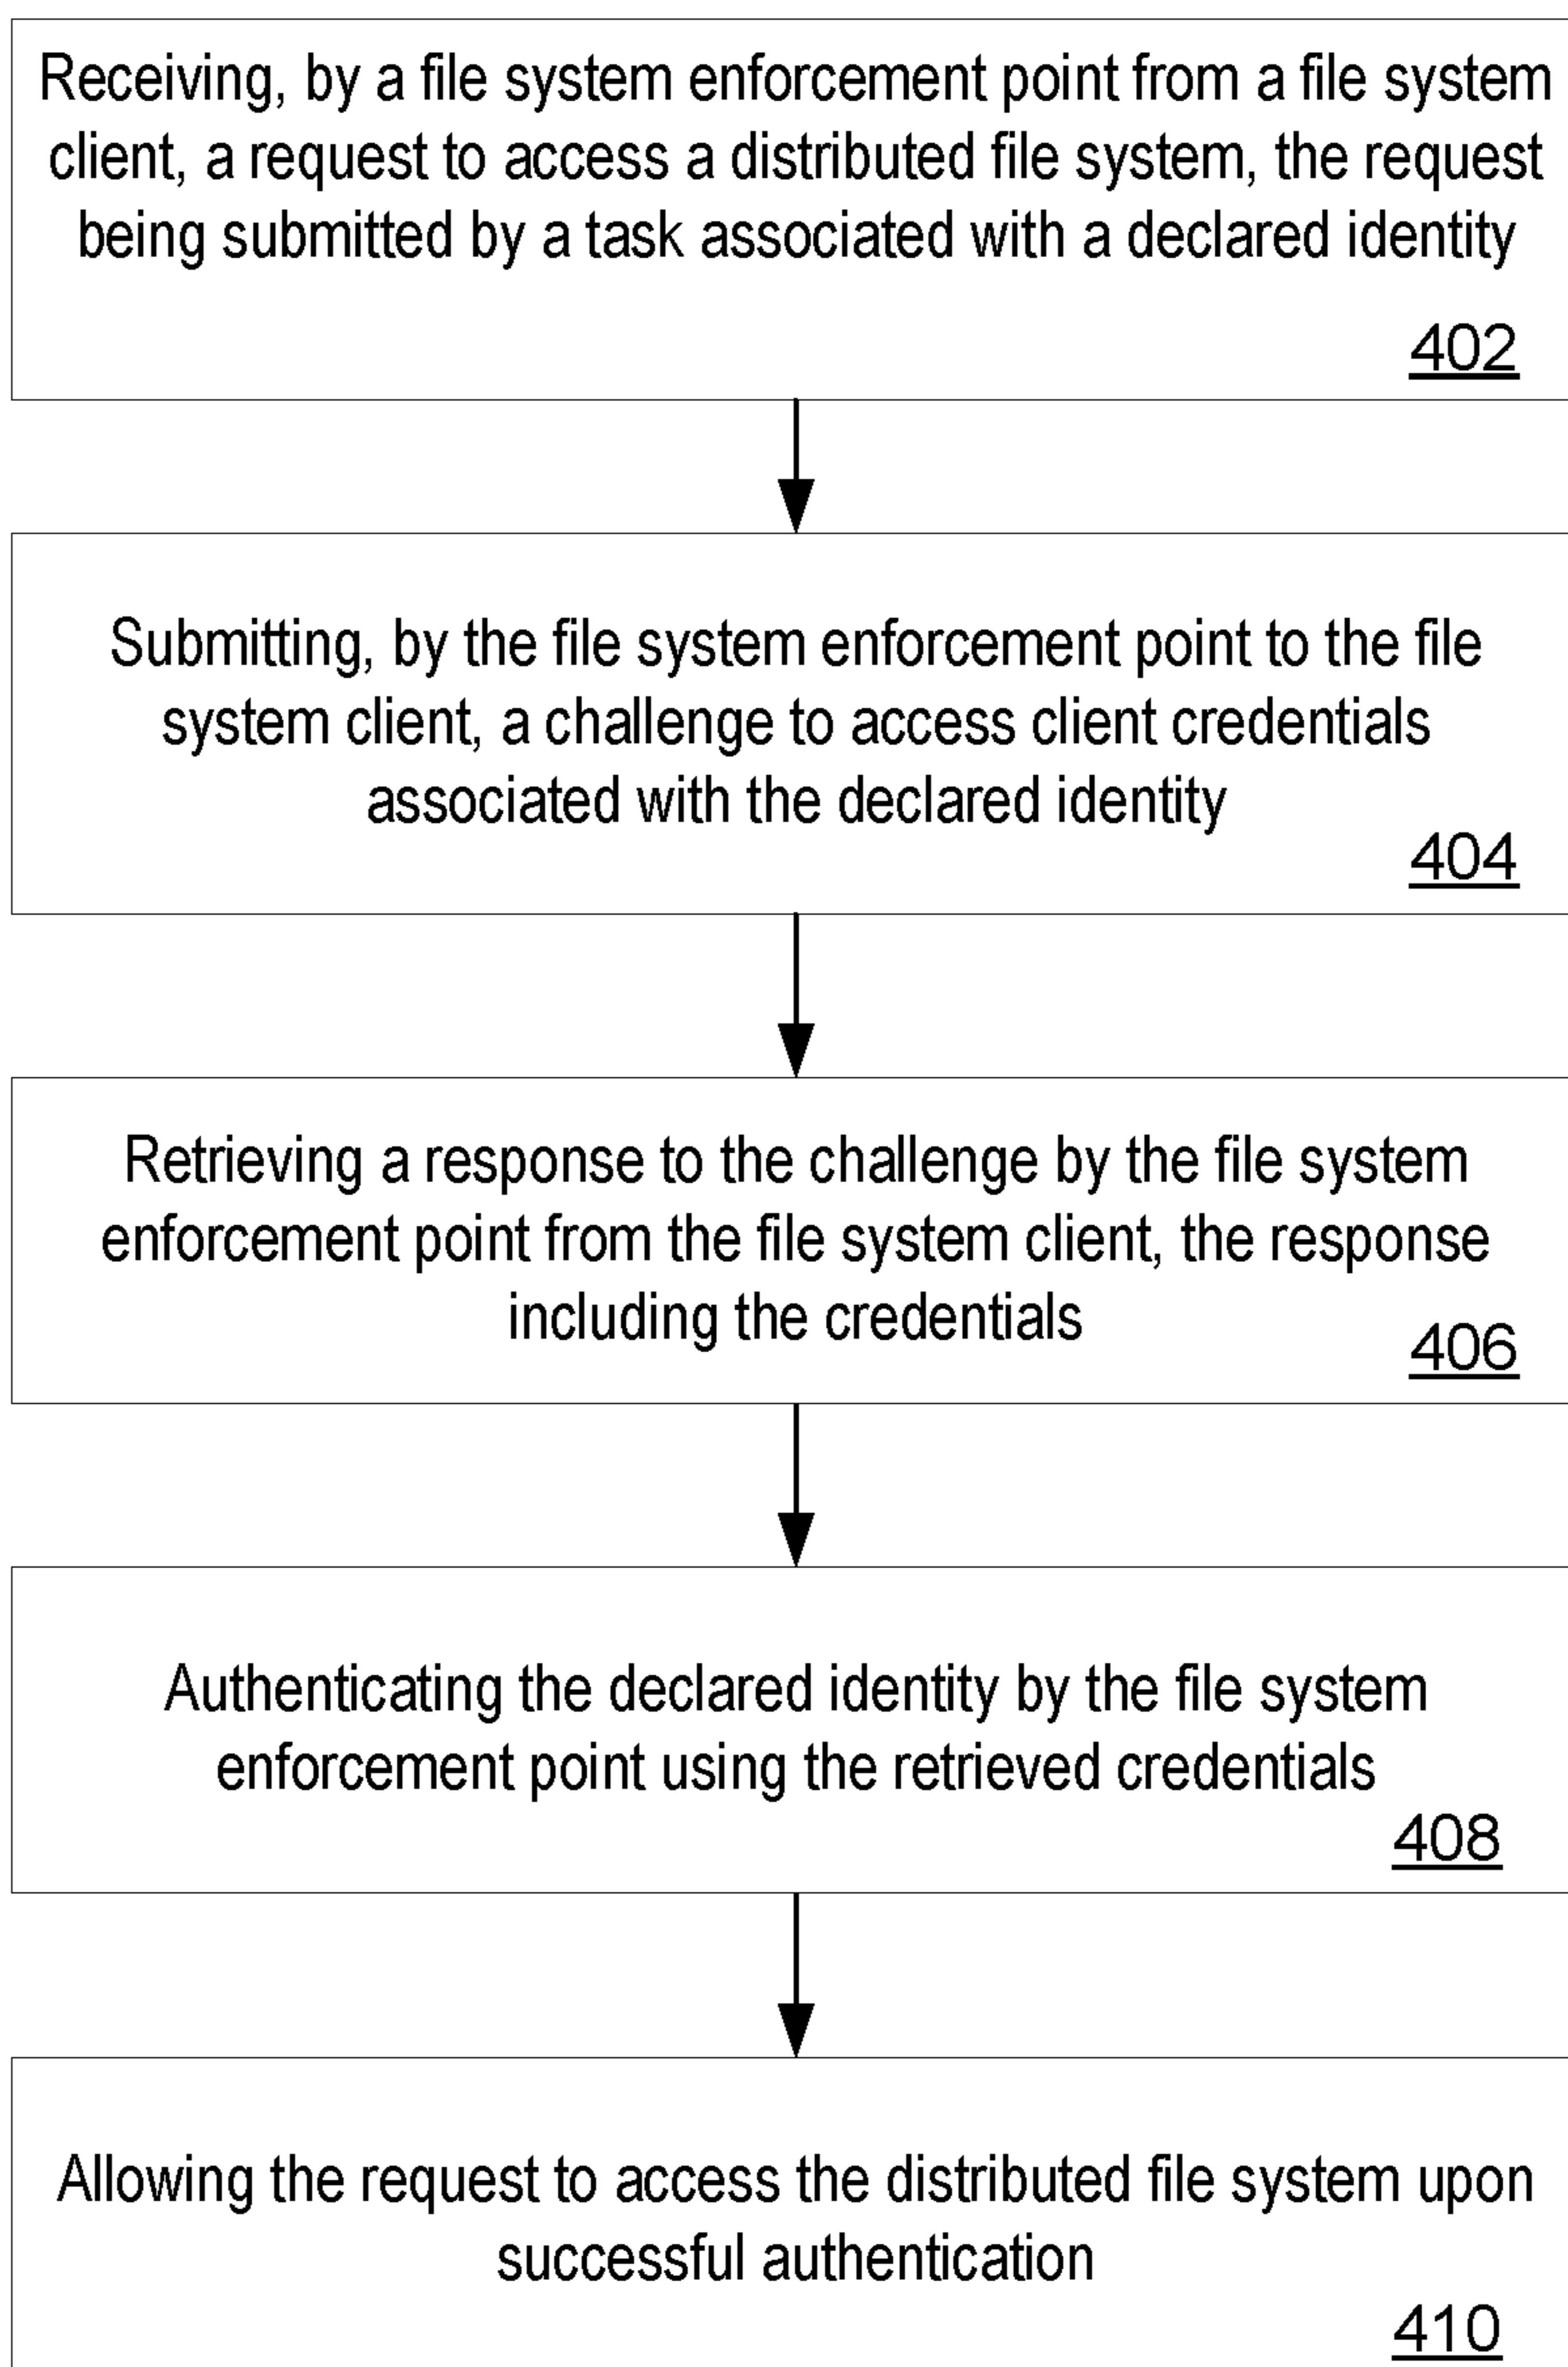 Receiving, by a file system enforcement point from a file system
client, a request to access a distributed file system, the request
being submitted by a task associated with a declared identity
402
Submitting, by the file system enforcement point to the file
system client, a challenge to access client credentials
associated with the declared identity
404
Retrieving a response to the challenge by the file system
enforcement point from the file system client, the response
including the credentials
406
Authenticating the declared identity by the file system
enforcement point using the retrieved credentials
408
Allowing the request to access the distributed file system upon
successful authentication
410